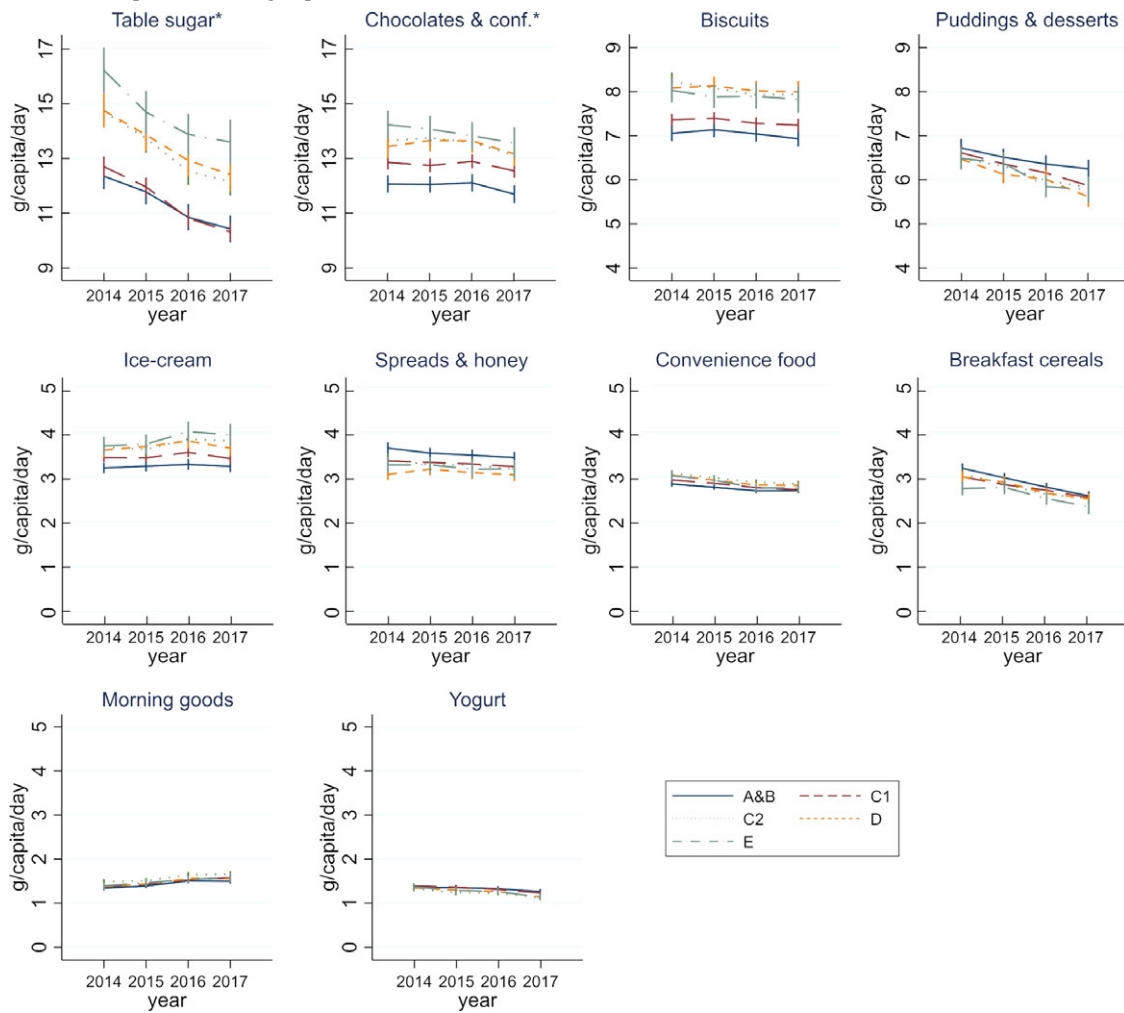 Table sugar*
Chocolates & conf.*
Biscuits
Puddings & desserts
g/capita/day
17
15
13
11
9
2014 2015 2016 2017
year
g/capita/day
17
15
13
11
9
2014 2015 2016 2017
year
g/capita/day
9
8
7
6
5
4
2014 2015 2016 2017
year
g/capita/day
9
8
7
6
5
4
2014 2015 2016 2017
year
Ice-cream
Spreads & honey
Convenience food
Breakfast cereals
g/capita/day
5
4
3
2
1
0
2014 2015 2016 2017
year
g/capita/day
5
4
3
2
1
0
2014 2015 2016 2017
year
g/capita/day
5
4
3
2
1
0
2014 2015 2016 2017
year
g/capita/day
5
4
3
2
1
0
2014 2015 2016 2017
year
Morning goods
Yogurt
g/capita/day
5
4
3
2
1
0
2014 2015 2016 2017
year
g/capita/day
5
4
3
2
1
0
2014 2015 2016 2017
year
A&B C1
C2 D
E